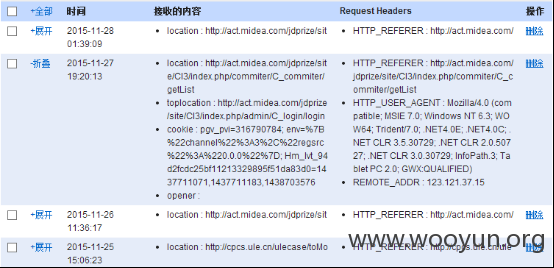 +全部 时间 接收的内容 Request Headers 操作
+展开 2015-11-28 01:39:09 location : http://act.midea.com/jdprize/site HTTP_REFERER : http://act.midea.com/ 删除
-折叠 2015-11-27 19:20:13
location : http://act.midea.com/jdprize/site/CI3/index.php/commiter/C_commiter/getList
toplocation : http://act.midea.com/jdprize/site/CI3/index.php/admin/C_login/login
cookie : pgv_pvi=316790784; env=%7B%22channel%22%3A3%2C%22regsrc%22%3A%220.0%22%7D; Hm_lvt_94d2fcdc25bf11213329895f51da83d0=1437711071,1437711183,1438703576
opener :
HTTP_REFERER : http://act.midea.com/jdprize/site/CI3/index.php/commiter/C_commiter/getList
HTTP_USER_AGENT : Mozilla/4.0 (compatible; MSIE 7.0; Windows NT 6.3; WOW64; Trident/7.0; .NET4.0E; .NET4.0C; .NET CLR 3.5.30729; .NET CLR 2.0.50727; .NET CLR 3.0.30729; InfoPath.3; Tablet PC 2.0; GWX:QUALIFIED)
REMOTE_ADDR : 123.121.37.15
删除
+展开 2015-11-26 11:36:17 location : http://act.midea.com/jdprize/site HTTP_REFERER : http://act.midea.com/ 删除
+展开 2015-11-25 15:06:23 location : http://cpcs.ule.cn/ulecase/toMo HTTP_REFERER : http://cpcs.ule.cn/ule 删除
www.wooyun.org